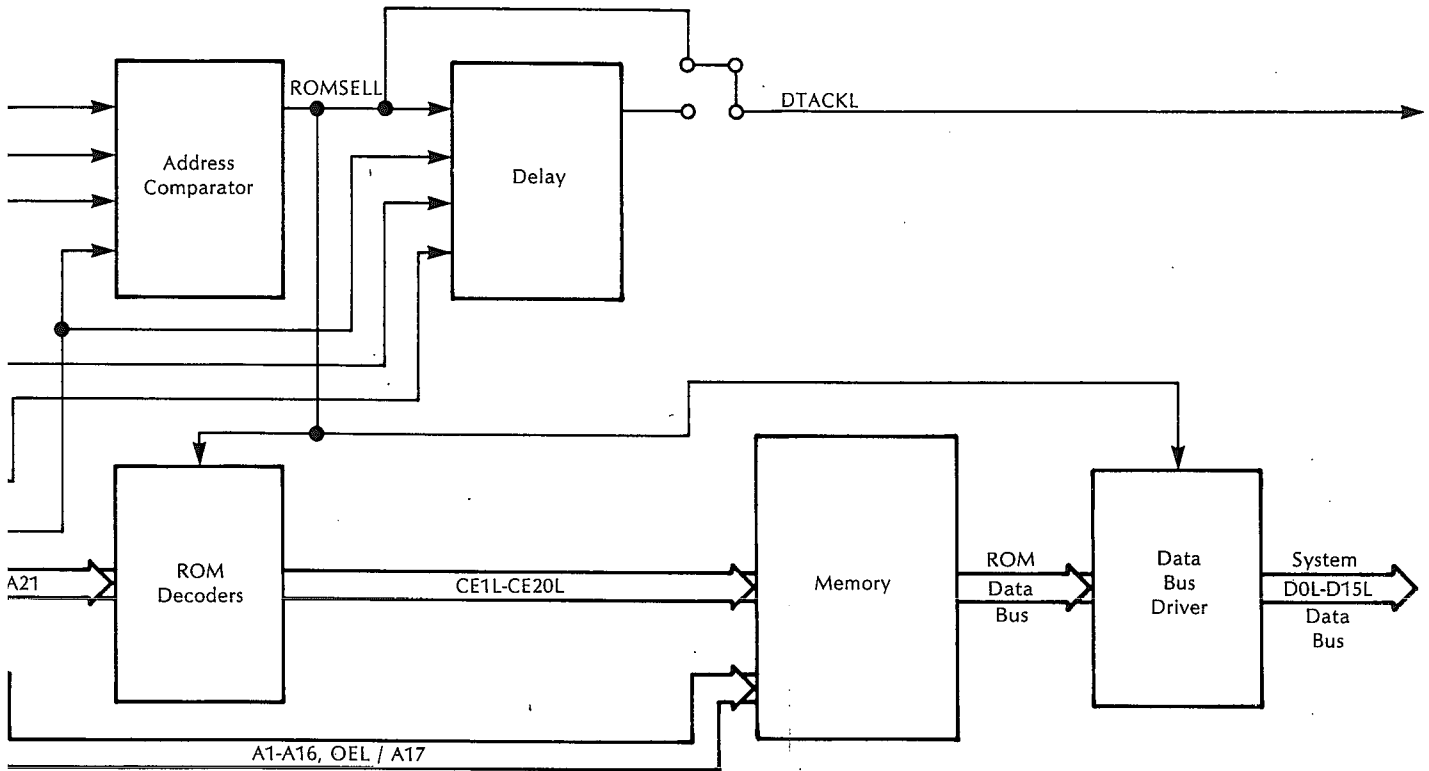 ROMSELL
DTACKL
Address
Comparator
Delay
A21
ROM
Decoders
CE1L-CE20L
Memory
ROM
Data
Bus
Data
Bus
Driver
System
D0L-D15L
Data
Bus
A1-A16, OEL / A17